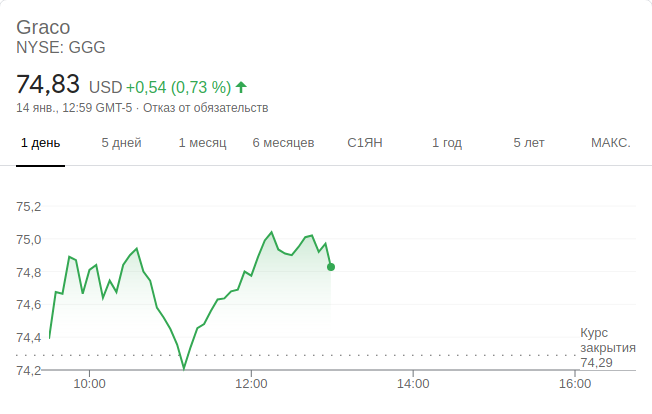 Graco
NYSE: GGG
74,83 USD +0,54 (0,73 %)
14 янв., 12:59 GMT-5 · Отказ от обязательств
1 день 5 дней 1 месяц 6 месяцев С1ЯН 1 год 5 лет МАКС.
75,2
75,0
74,8
74,6
74,4
74,2
Курс
закрытия
74,29
10:00 12:00 14:00 16:00